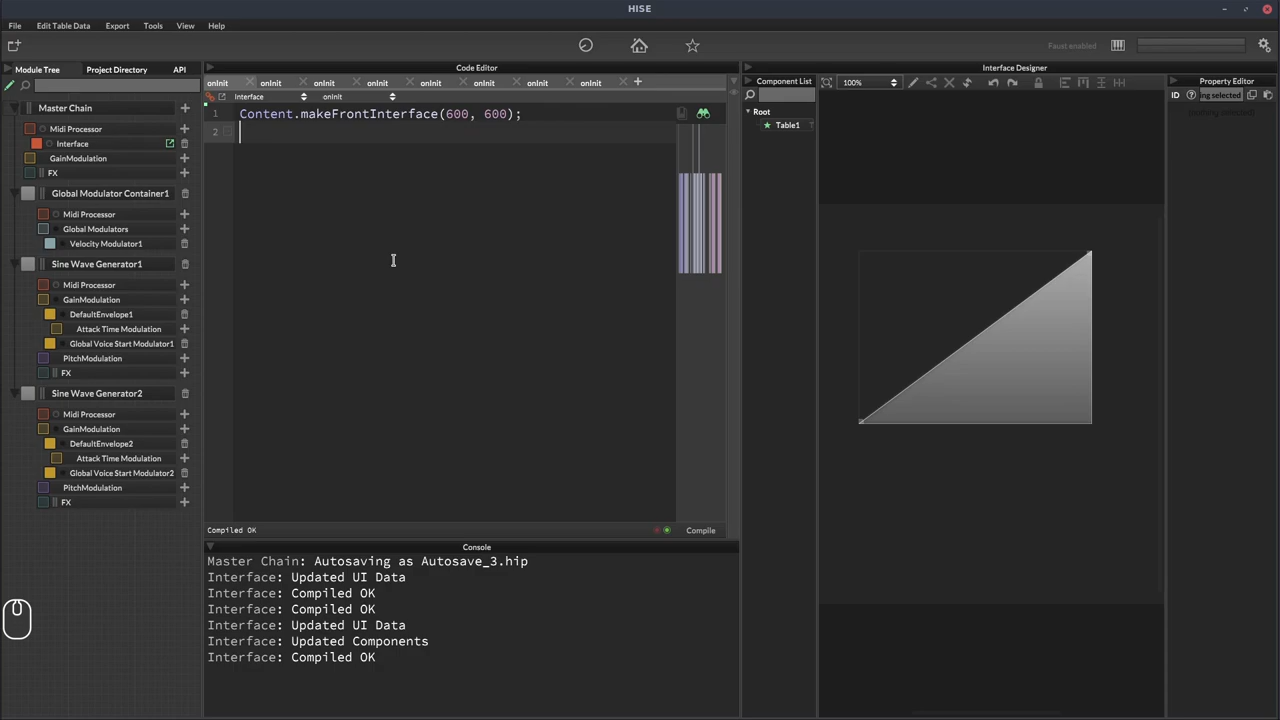 HISE
File Edit Table Data Export Tools View Help
Faust enabled
Module Tree Project Directory API
Master Chain
Midi Processor
Interface
GainModulation
FX
Global Modulator Container1
Midi Processor
Global Modulators
Velocity Modulator1
Sine Wave Generator1
Midi Processor
GainModulation
DefaultEnvelope1
Attack Time Modulation
Global Voice Start Modulator1
PitchModulation
FX
Sine Wave Generator2
Midi Processor
GainModulation
DefaultEnvelope2
Attack Time Modulation
Global Voice Start Modulator2
PitchModulation
FX
Code Editor
onInit onInit onInit onInit onInit onInit onInit onInit
Interface onInit
1 Content.makeFrontInterface(600, 600);
2
Compiled OK Compile
Console
Master Chain: Autosaving as Autosave_3.hip
Interface: Updated UI Data
Interface: Compiled OK
Interface: Compiled OK
Interface: Updated UI Data
Interface: Updated Components
Interface: Compiled OK
Interface Designer
Component List 100%
Root
Table1 T
Property Editor
ID ng selected